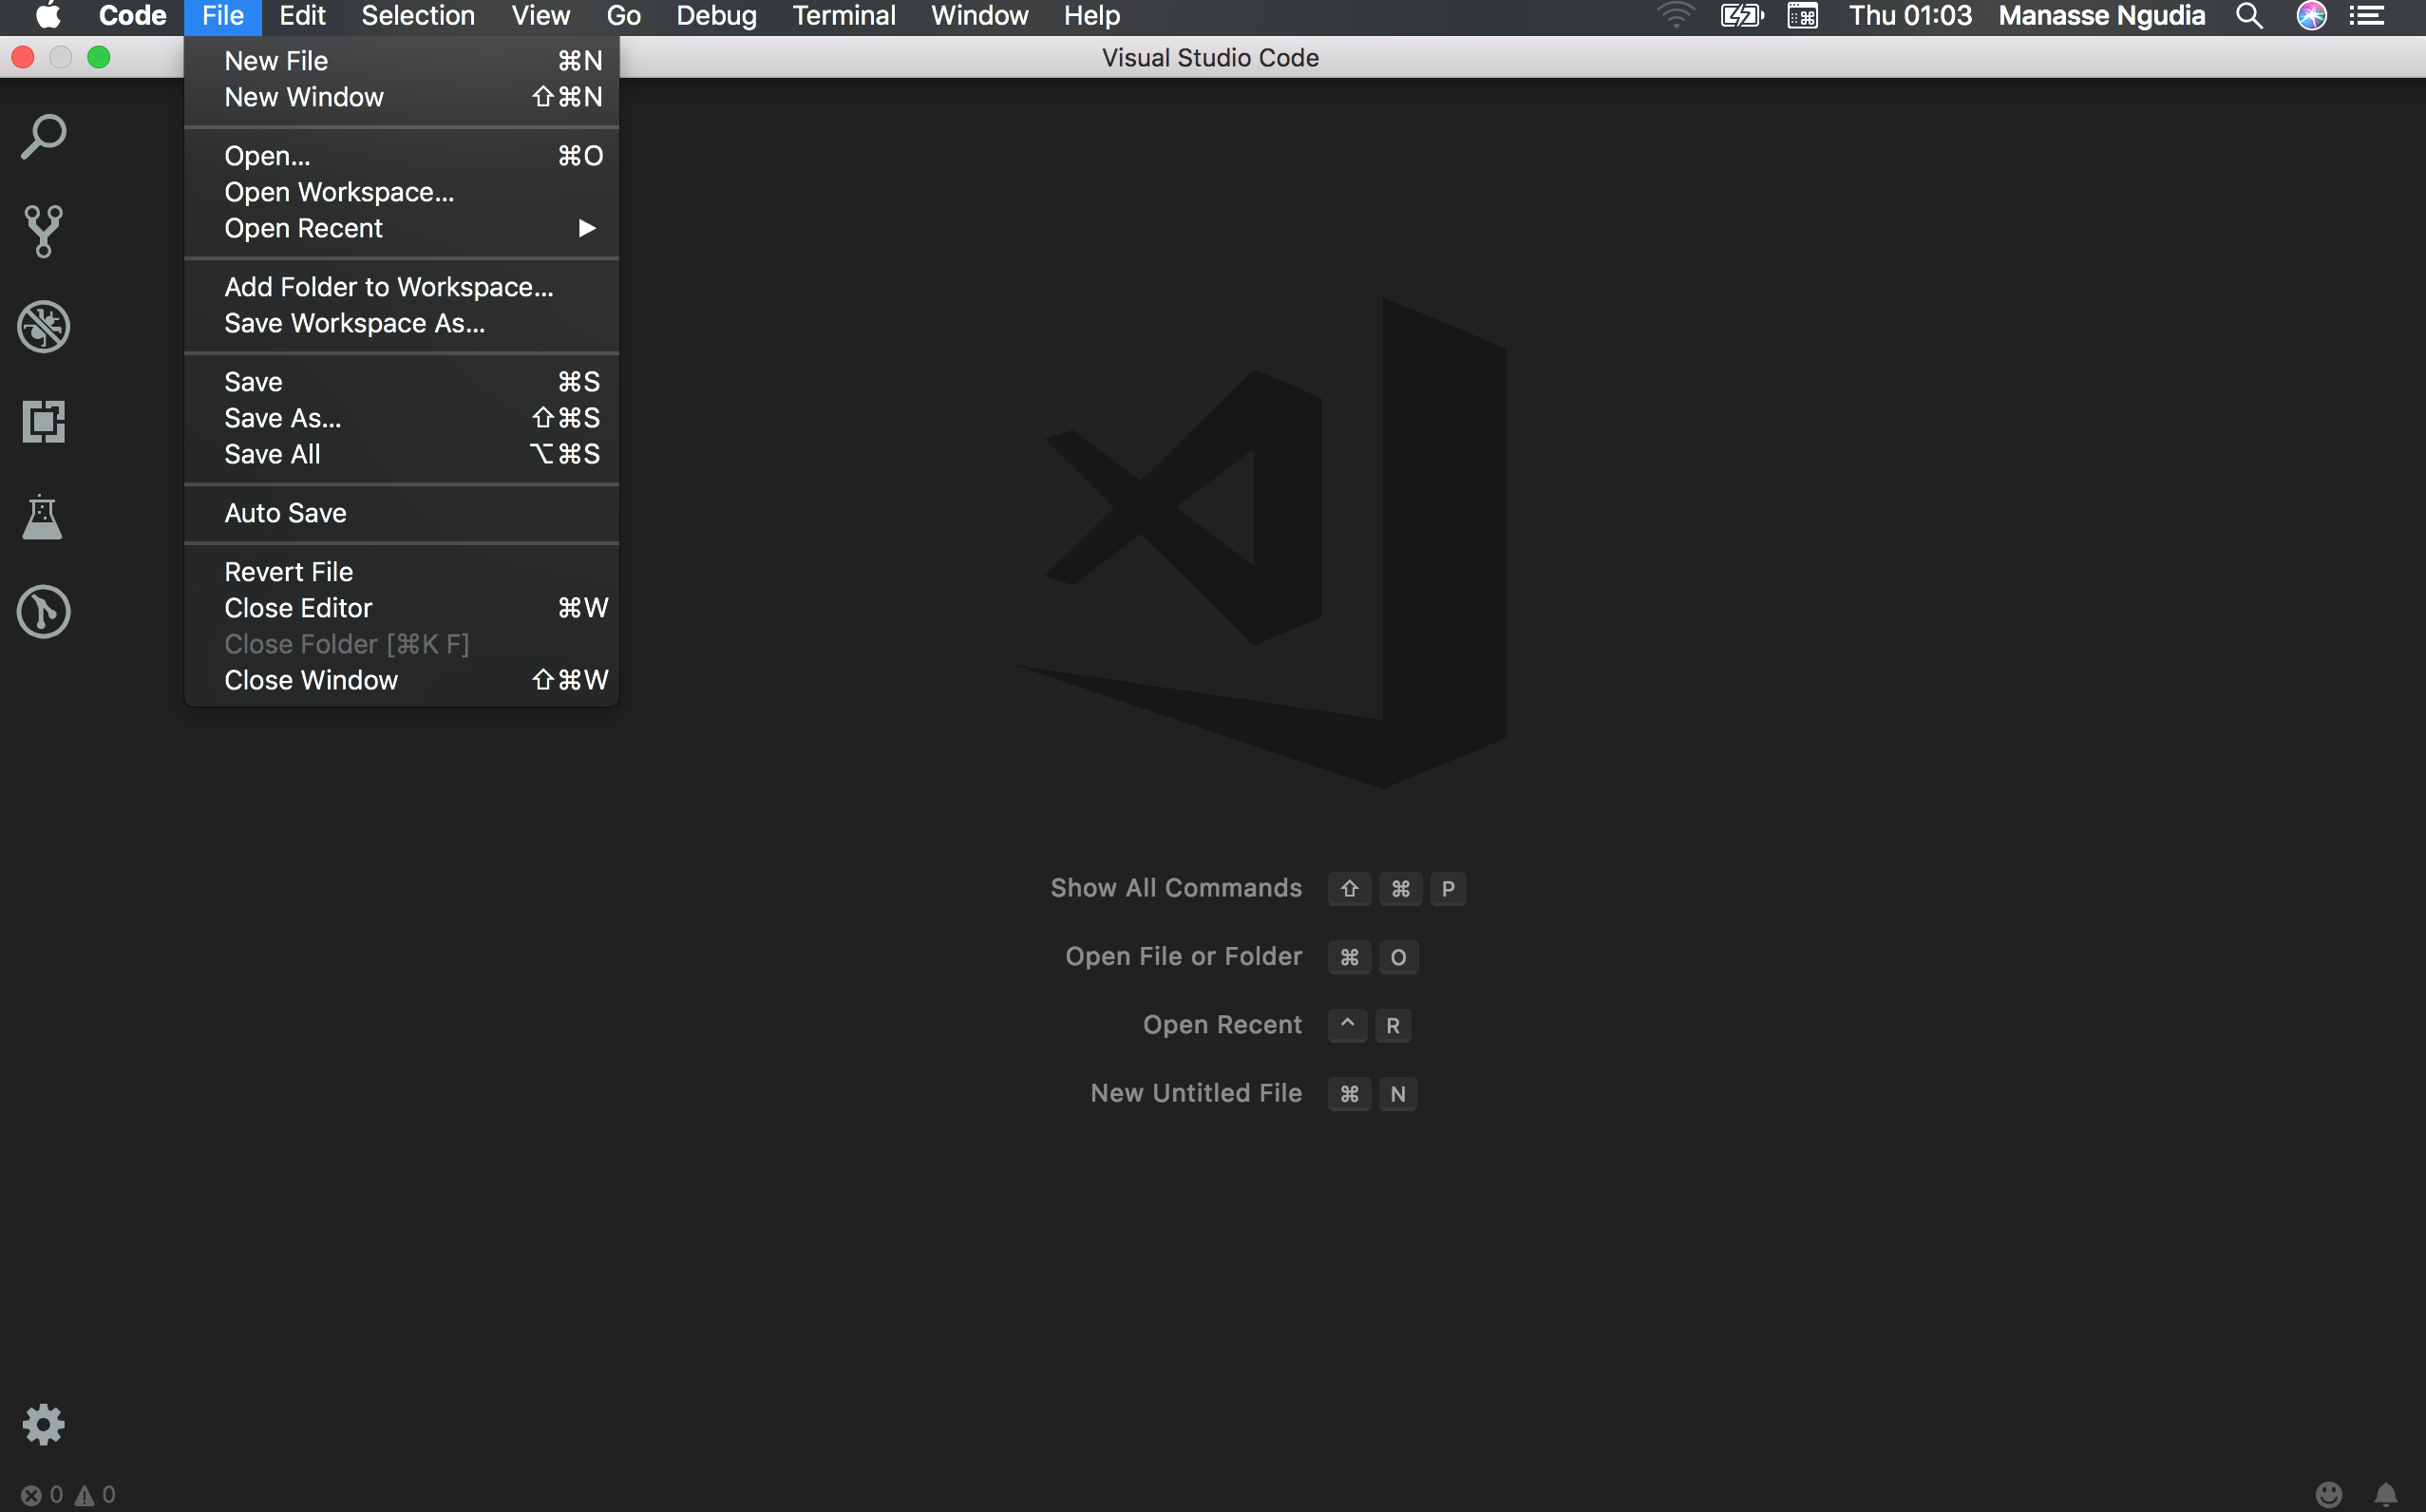 Code File Edit Selection View Go Debug Terminal Window Help Thu 01:03 Manasse Ngudia
Visual Studio Code
New File ⌘N
New Window ⇧⌘N
Open... ⌘O
Open Workspace...
Open Recent ▶
Add Folder to Workspace...
Save Workspace As...
Save ⌘S
Save As... ⇧⌘S
Save All ⌥⌘S
Auto Save
Revert File
Close Editor ⌘W
Close Folder [⌘K F]
Close Window ⇧⌘W
Show All Commands ⇧ ⌘ P
Open File or Folder ⌘ O
Open Recent ^ R
New Untitled File ⌘ N
0 0